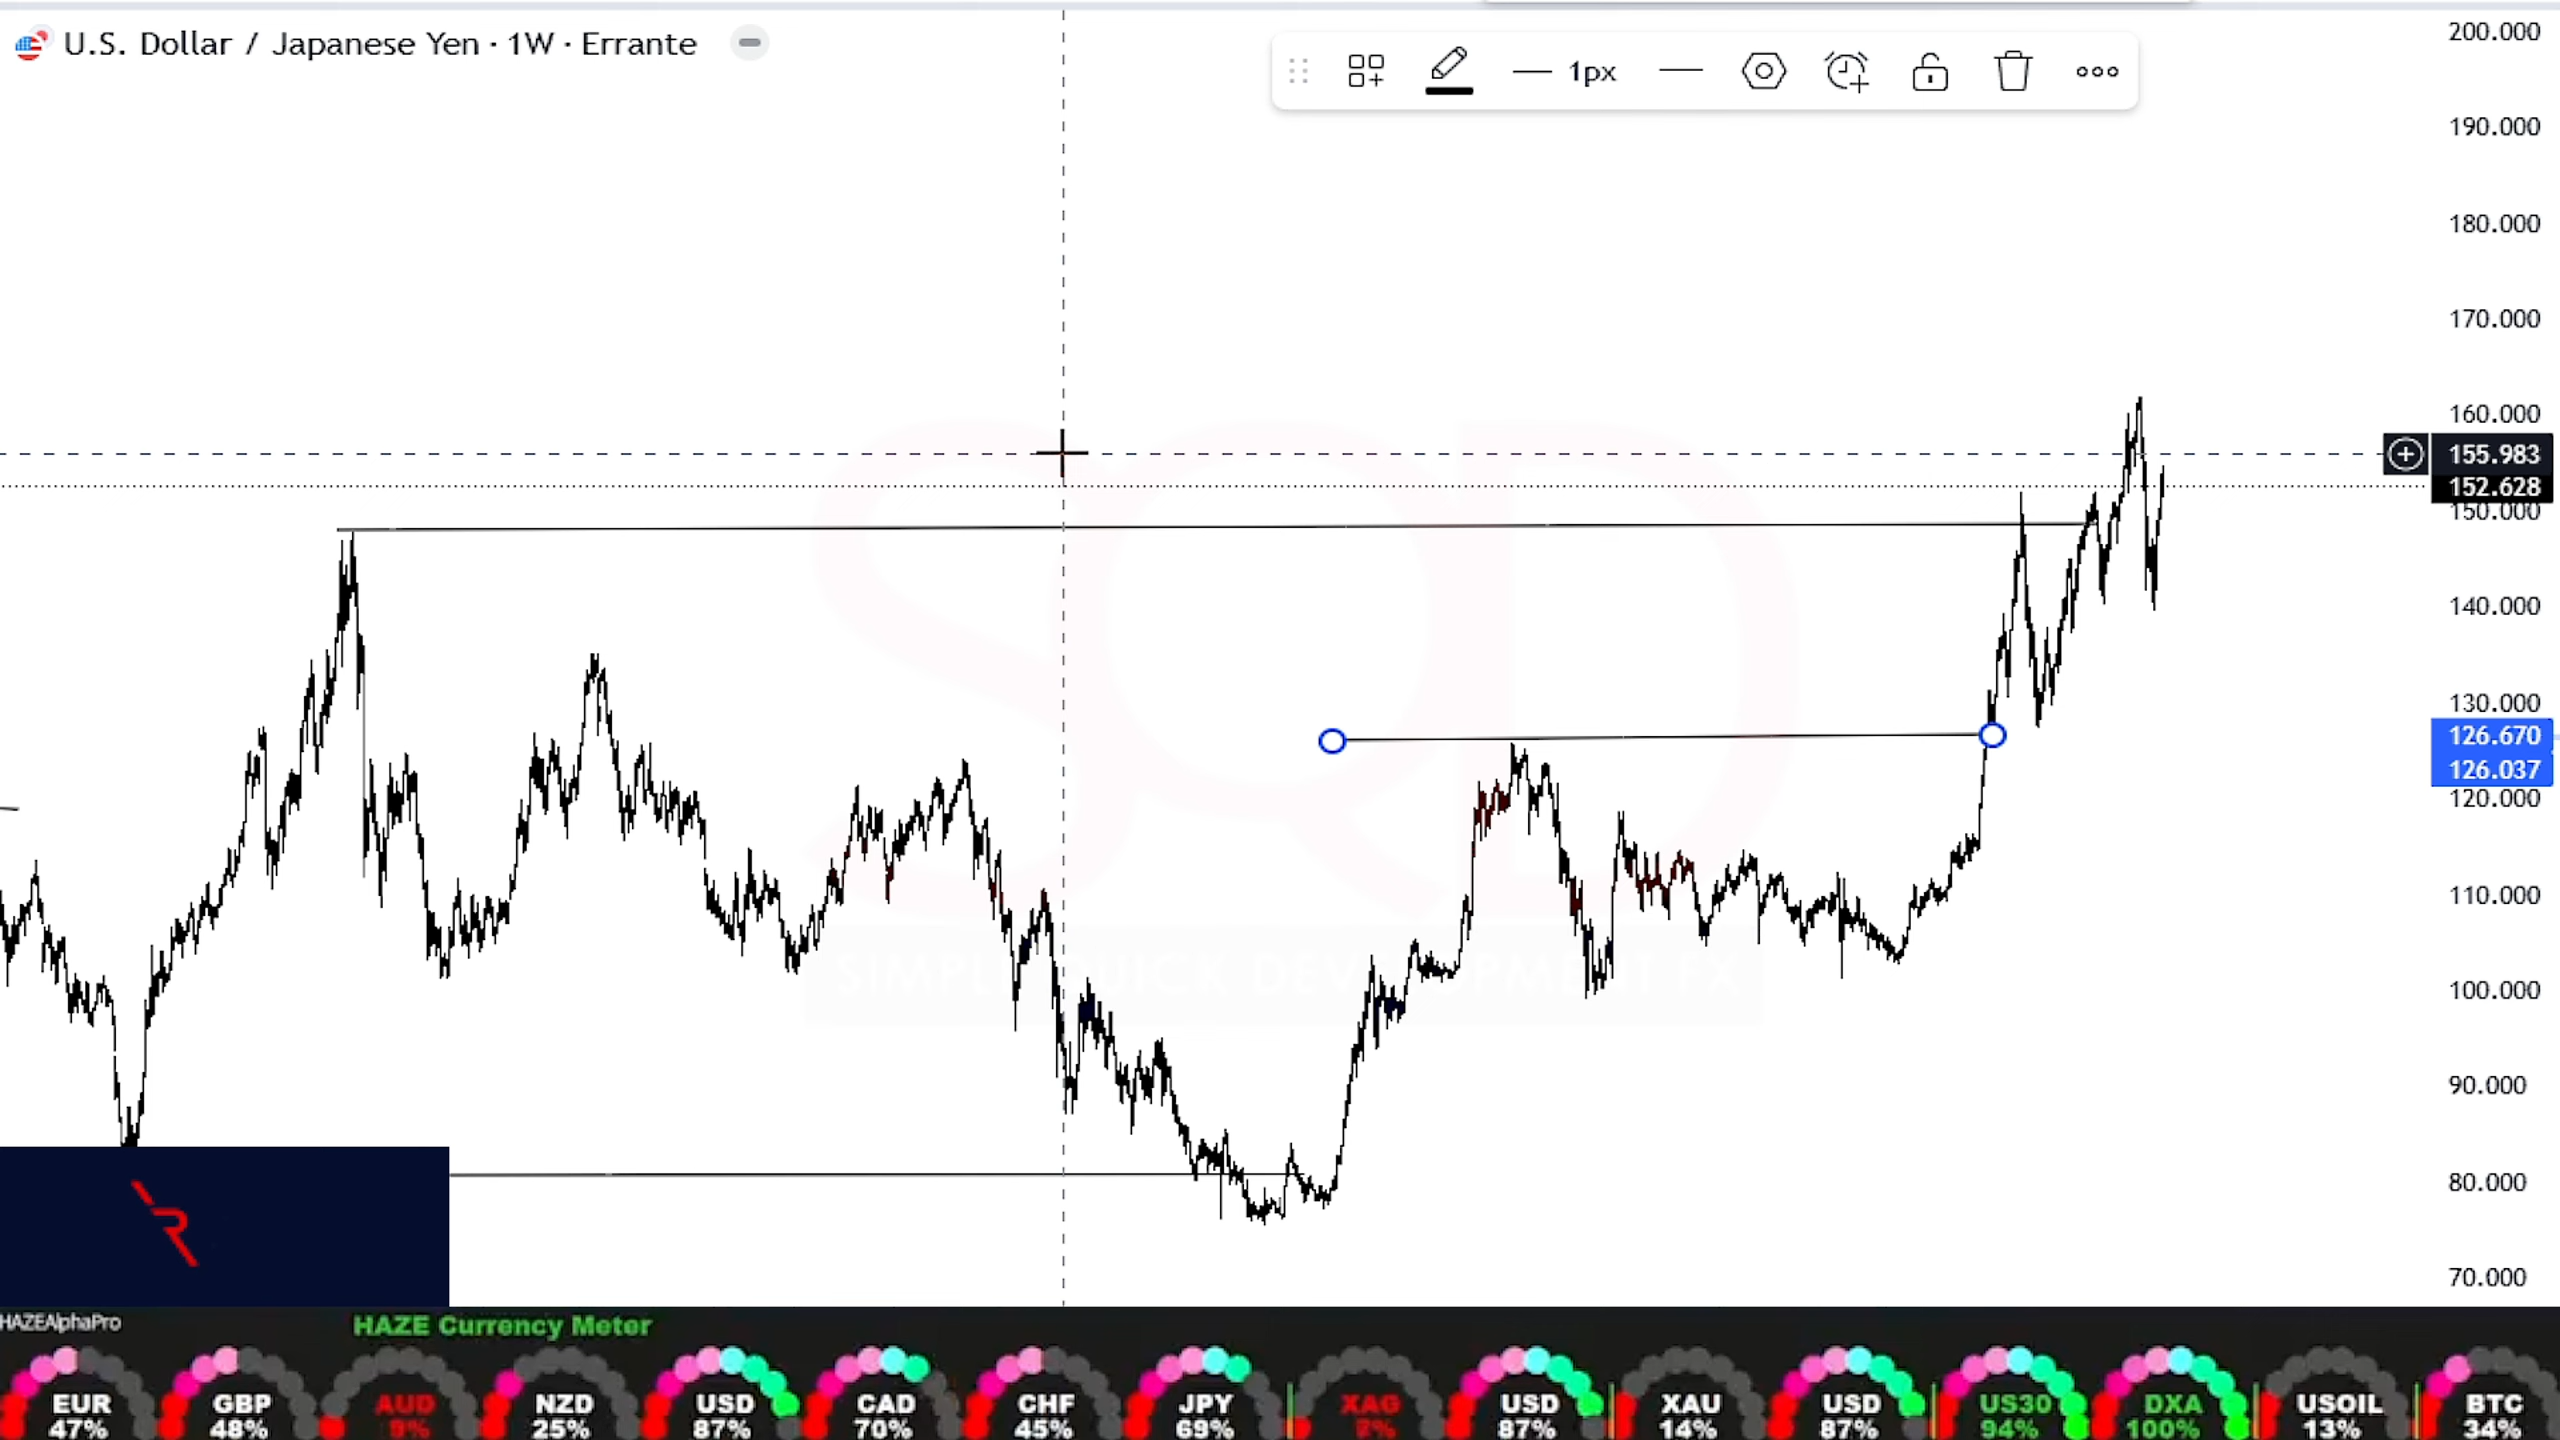 U.S. Dollar / Japanese Yen · 1W · Errante
1px
200.000
190.000
180.000
170.000
160.000
155.983
152.628
150.000
140.000
130.000
126.670
126.037
120.000
110.000
100.000
90.000
80.000
70.000
SQD
HAZEAlphaPro
HAZE Currency Meter
EUR GBP AUD NZD USD CAD CHF JPY XAG USD XAU USD US30 DXA USOIL BTC
47% 48% 9% 25% 87% 70% 45% 69% 7% 87% 14% 87% 94% 100% 13% 34%